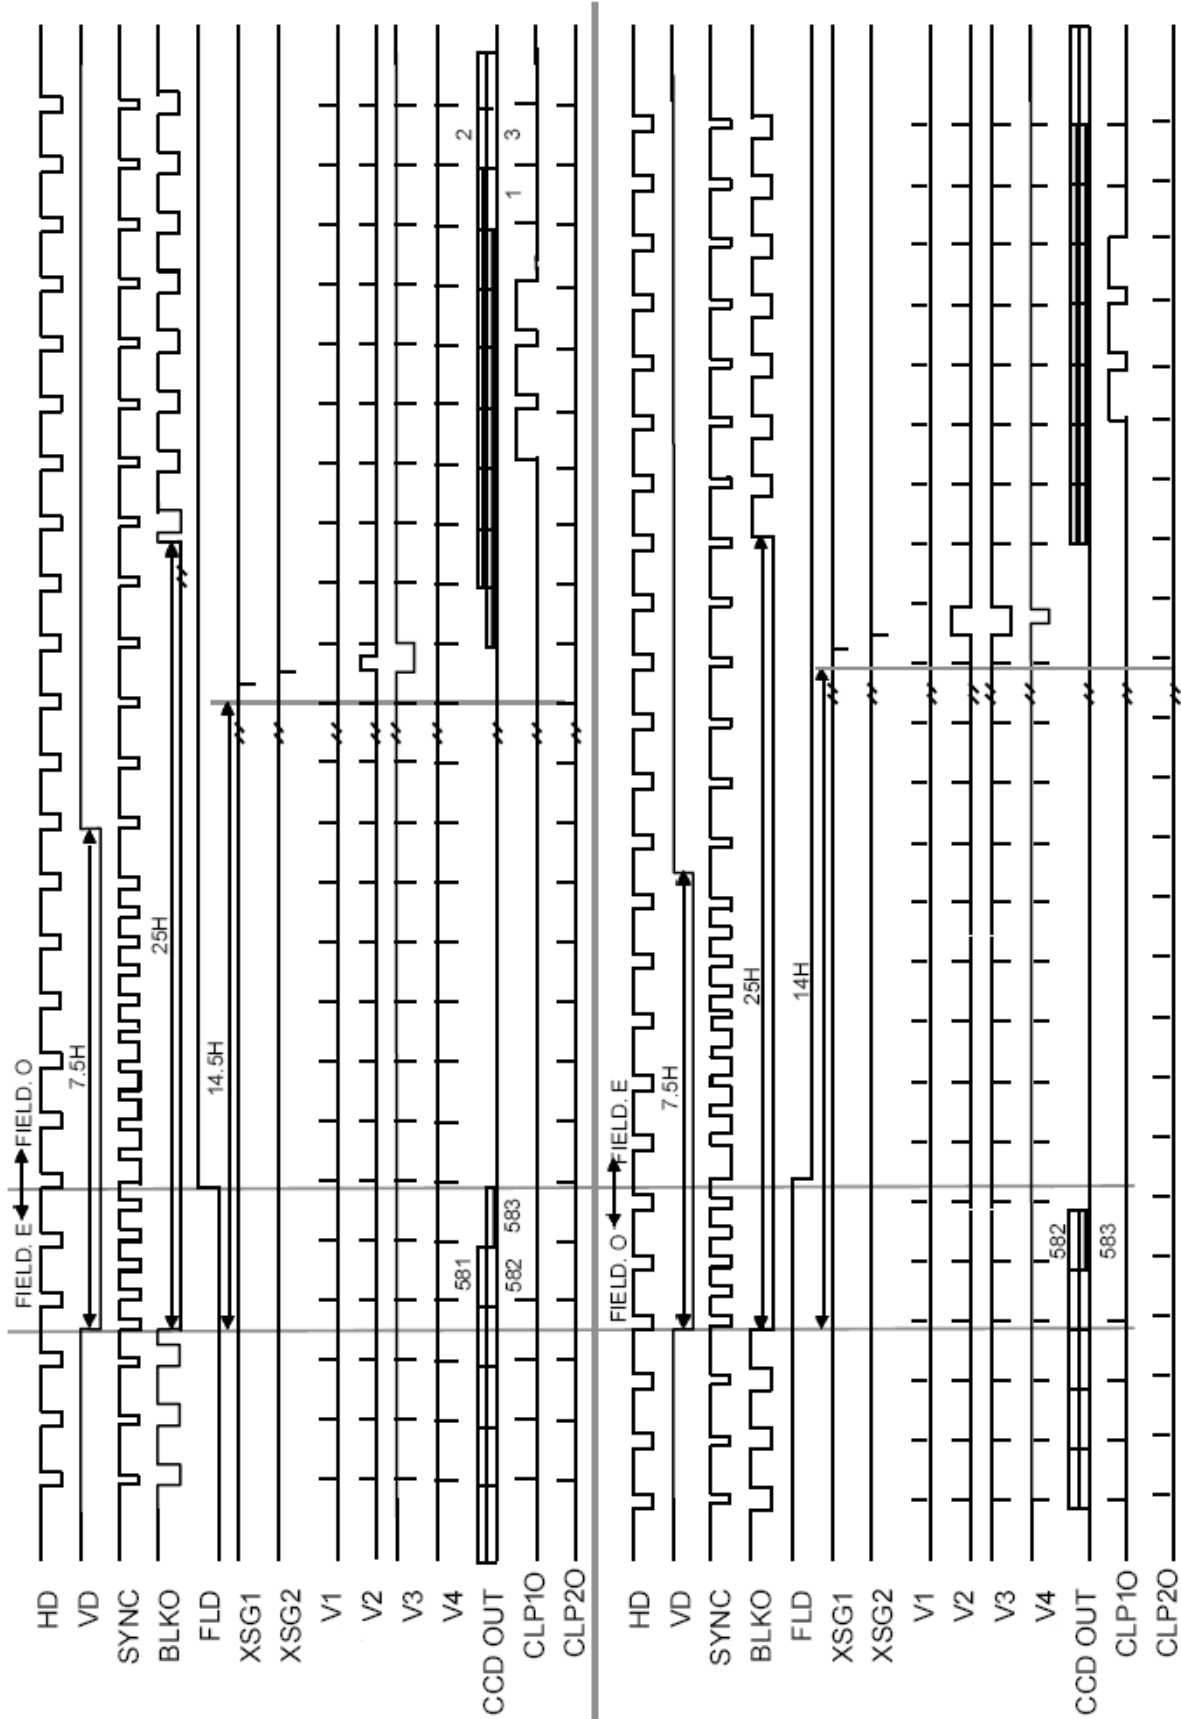 FIELD. E FIELD. O
HD
VD
7.5H
SYNC
BLKO
25H
FLD
14.5H
XSG1
XSG2
V1
V2
V3
V4
CCD OUT
581
582
583
2
1
3
CLP1O
CLP2O
FIELD. O FIELD. E
HD
VD
7.5H
SYNC
BLKO
25H
FLD
14H
XSG1
XSG2
V1
V2
V3
V4
CCD OUT
582
583
CLP1O
CLP2O